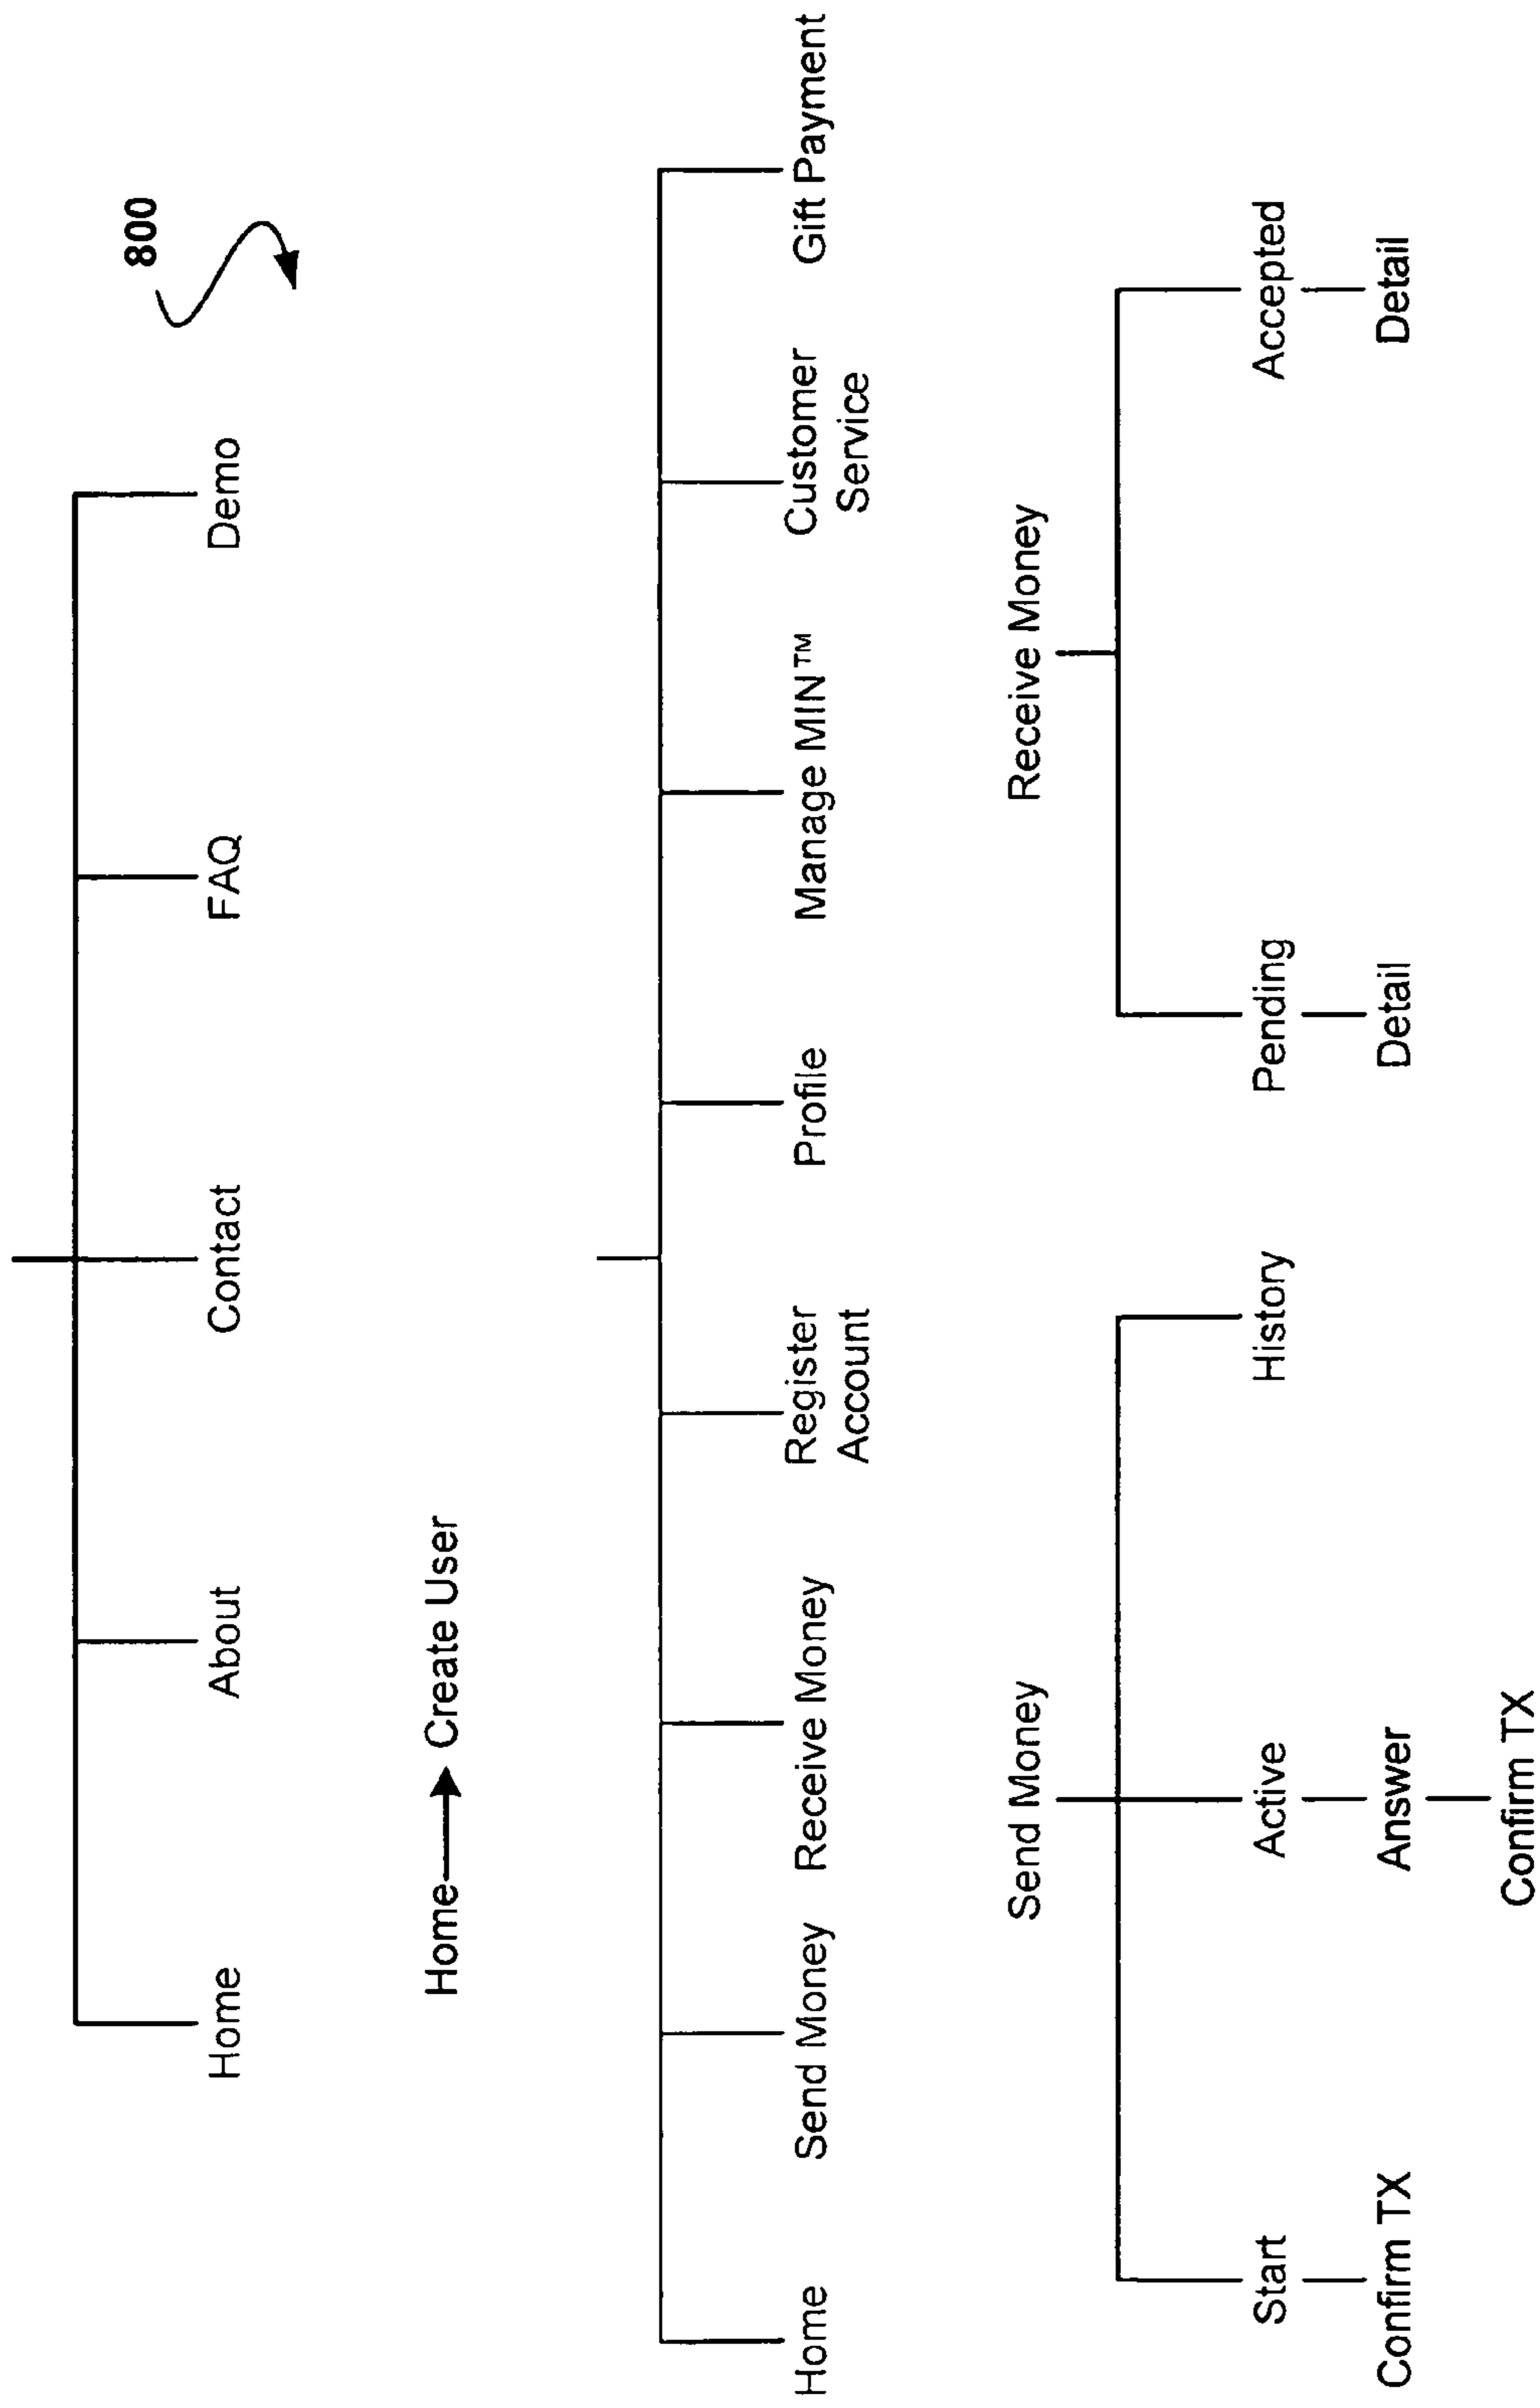 800
Home
About
Contact
FAQ
Demo
Home
Create User
Home
Send Money
Receive Money
Register
Account
Profile
Manage MIN™
Customer
Service
Gift Payment
Send Money
Start
Confirm TX
Active
Answer
Confirm TX
History
Receive Money
Pending
Detail
Accepted
Detail